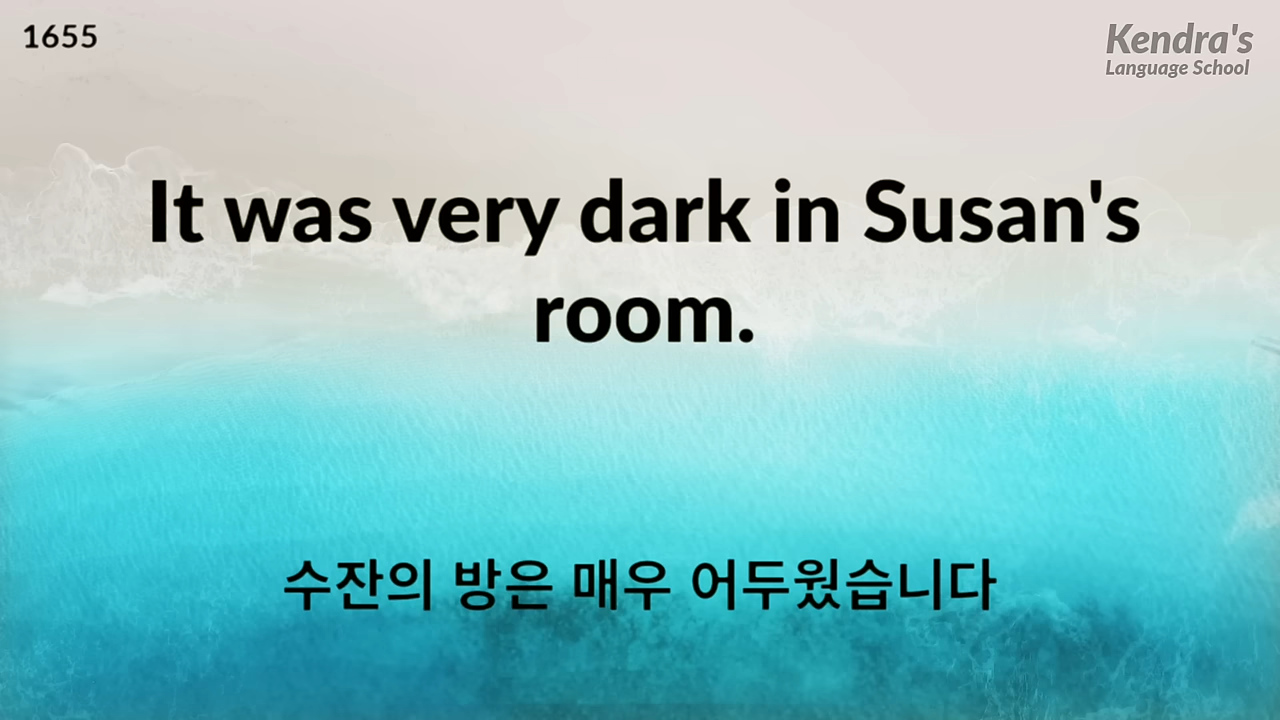 1655
Kendra's
Language School
It was very dark in Susan's
room.
수잔의 방은 매우 어두웠습니다